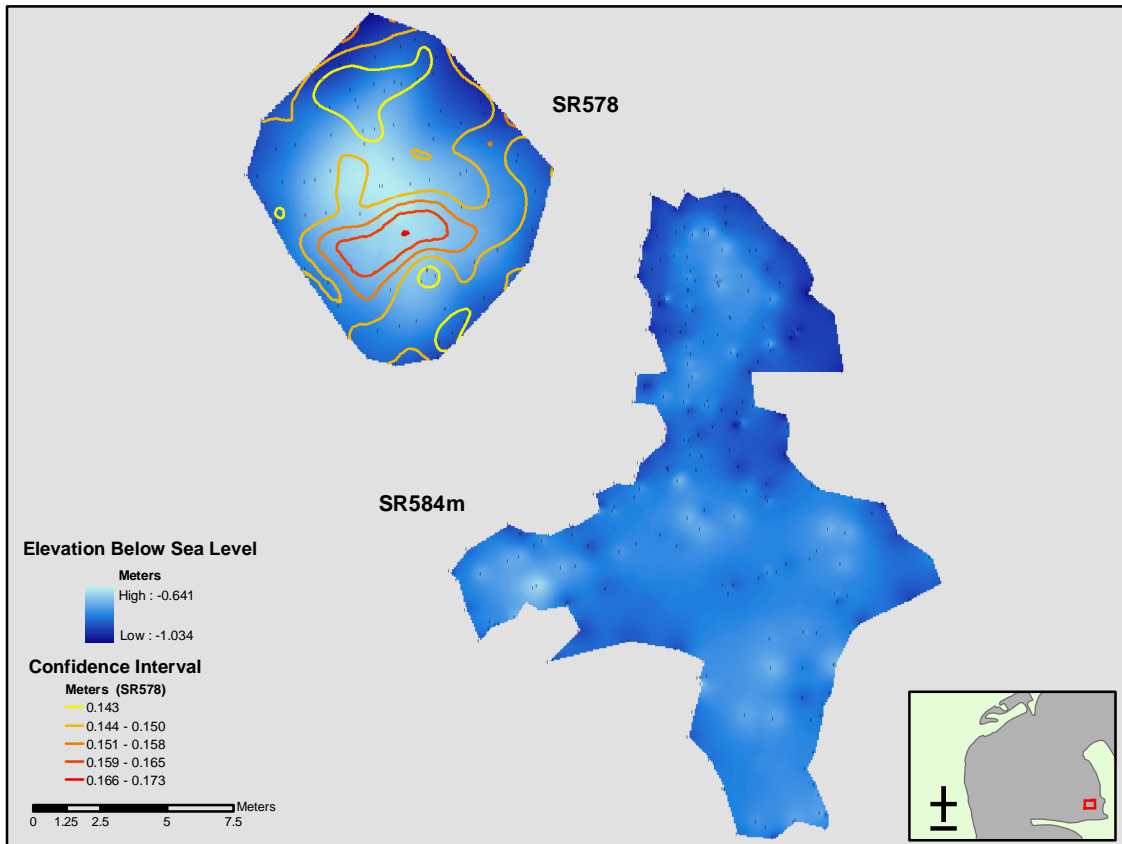 SR578
SR584m
Elevation Below Sea Level
Meters
High : -0.641
Low : -1.034
Confidence Interval
Meters (SR578)
0.143
0.144 - 0.150
0.151 - 0.158
0.159 - 0.165
0.166 - 0.173
Meters
0 1.25 2.5 5 7.5